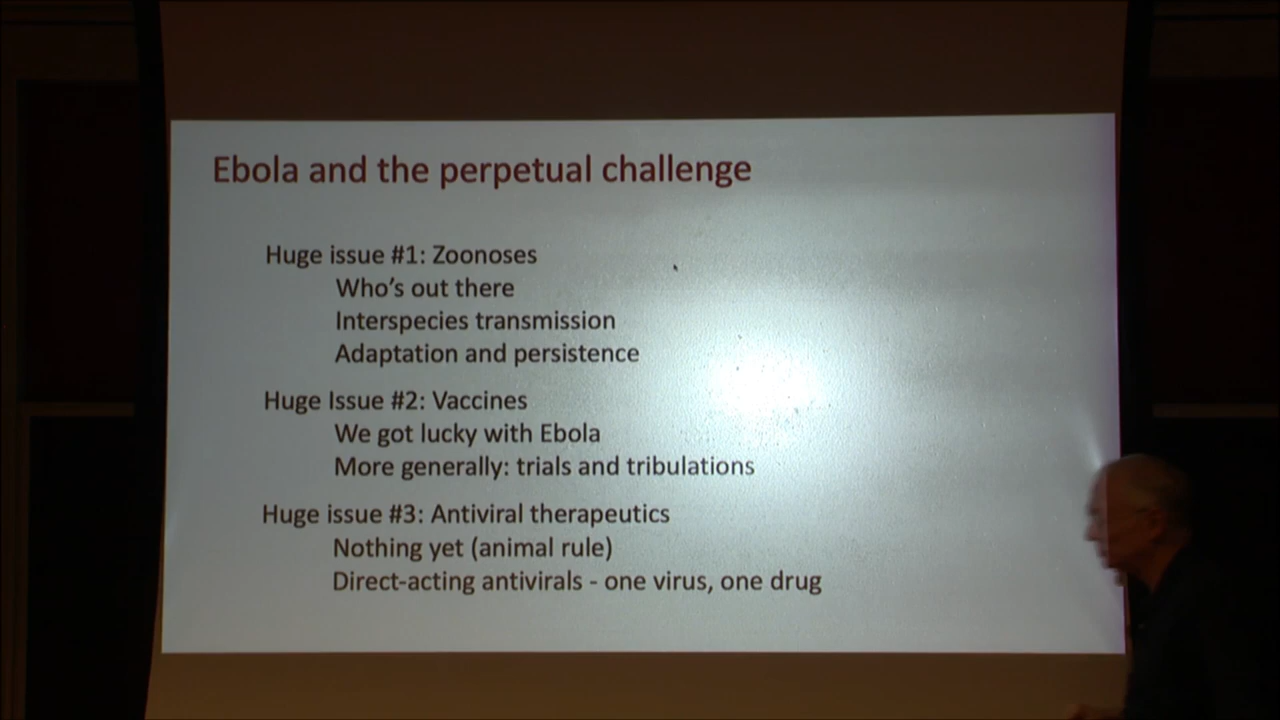 Ebola and the perpetual challenge
Huge issue #1: Zoonoses
Who's out there
Interspecies transmission
Adaptation and persistence
Huge Issue #2: Vaccines
We got lucky with Ebola
More generally: trials and tribulations
Huge issue #3: Antiviral therapeutics
Nothing yet (animal rule)
Direct-acting antivirals - one virus, one drug